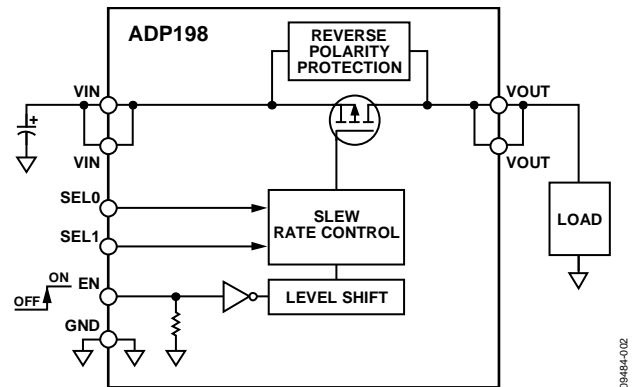 ADP198
REVERSE
POLARITY
PROTECTION
VIN
VOUT
+
VIN
VOUT
SEL0
SLEW
RATE CONTROL
LOAD
SEL1
ON
OFF
EN
LEVEL SHIFT
GND
09484-002